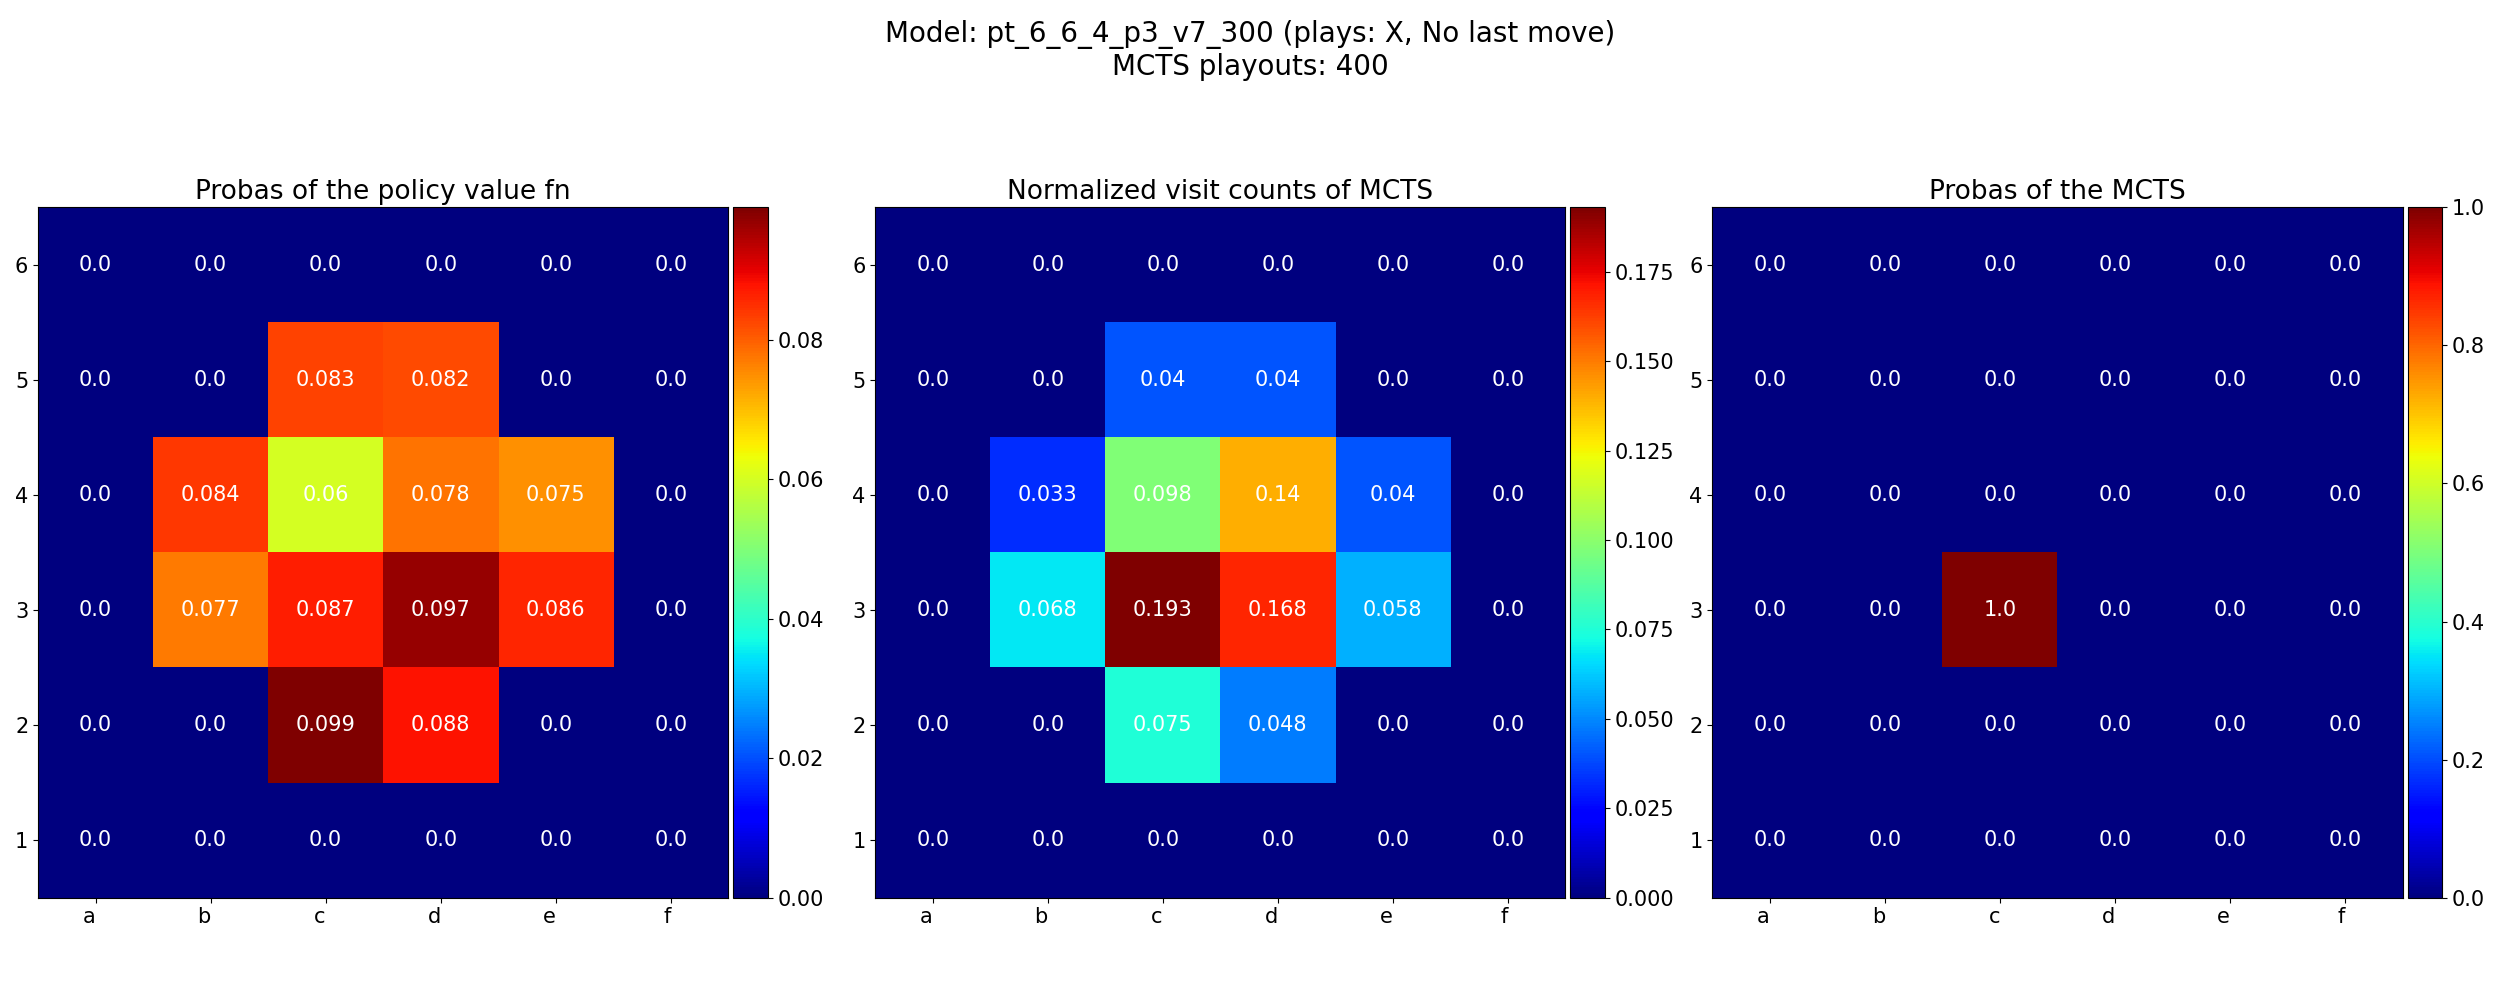 Model: pt_6_6_4_p3_v7_300 (plays: X, No last move)
MCTS playouts: 400
Probas of the policy value fn
6 0.0 0.0 0.0 0.0 0.0 0.0
5 0.0 0.0 0.083 0.082 0.0 0.0
4 0.0 0.084 0.06 0.078 0.075 0.0
3 0.0 0.077 0.087 0.097 0.086 0.0
2 0.0 0.0 0.099 0.088 0.0 0.0
1 0.0 0.0 0.0 0.0 0.0 0.0
a b c d e f
0.08
0.06
0.04
0.02
0.00
Normalized visit counts of MCTS
6 0.0 0.0 0.0 0.0 0.0 0.0
5 0.0 0.0 0.04 0.04 0.0 0.0
4 0.0 0.033 0.098 0.14 0.04 0.0
3 0.0 0.068 0.193 0.168 0.058 0.0
2 0.0 0.0 0.075 0.048 0.0 0.0
1 0.0 0.0 0.0 0.0 0.0 0.0
a b c d e f
0.175
0.150
0.125
0.100
0.075
0.050
0.025
0.000
Probas of the MCTS
6 0.0 0.0 0.0 0.0 0.0 0.0
5 0.0 0.0 0.0 0.0 0.0 0.0
4 0.0 0.0 0.0 0.0 0.0 0.0
3 0.0 0.0 1.0 0.0 0.0 0.0
2 0.0 0.0 0.0 0.0 0.0 0.0
1 0.0 0.0 0.0 0.0 0.0 0.0
a b c d e f
1.0
0.8
0.6
0.4
0.2
0.0